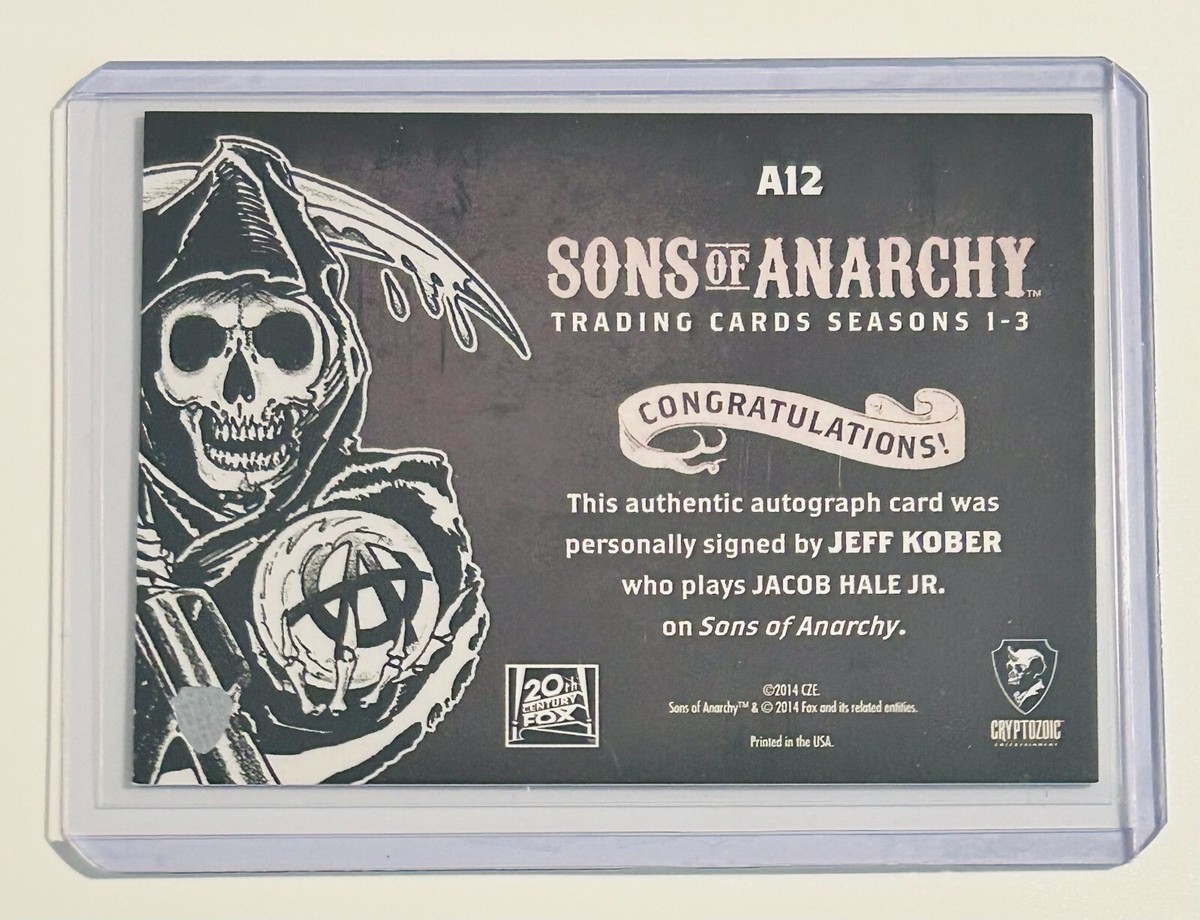 A12
SONS OF ANARCHY™
TRADING CARDS SEASONS 1-3
CONGRATULATIONS!
This authentic autograph card was
personally signed by JEFF KOBER
who plays JACOB HALE JR.
on Sons of Anarchy.
20th
CENTURY
FOX
©2014 CZE.
Sons of Anarchy™ & © 2014 Fox and its related entities.
Printed in the USA.
CRYPTOZOIC
ENTERTAINMENT
A